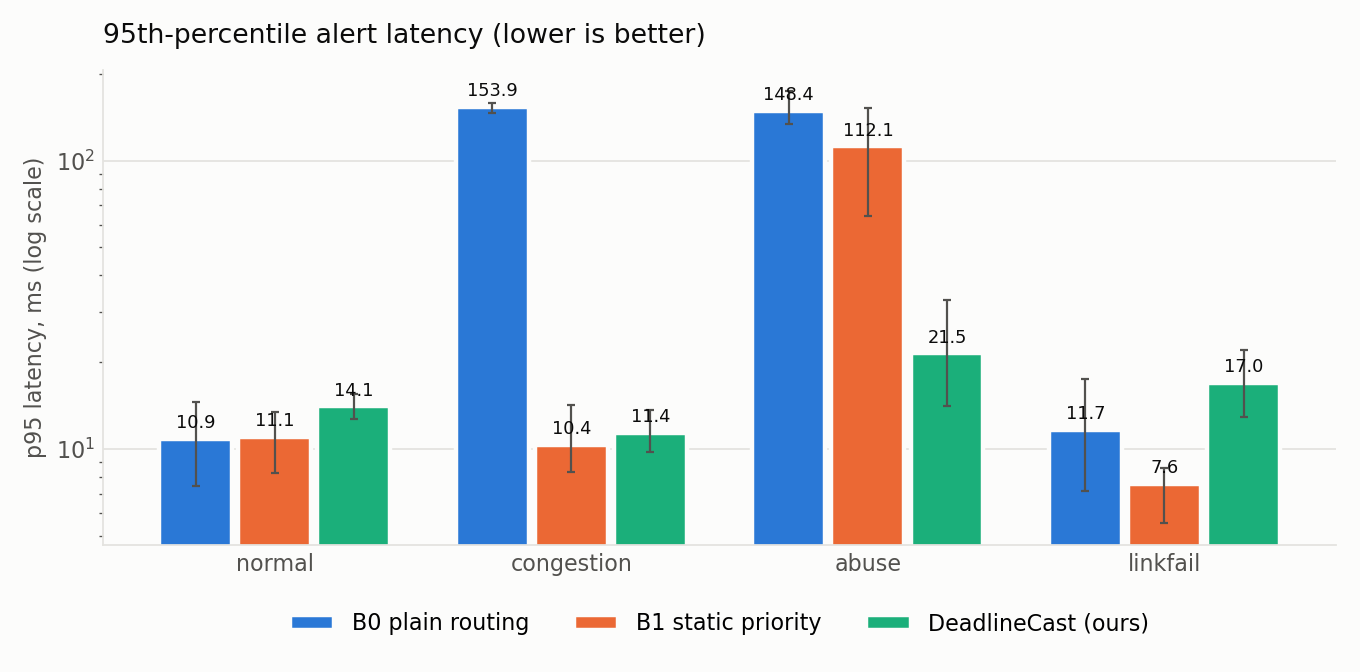 95th-percentile alert latency (lower is better)
p95 latency, ms (log scale)
10²
10¹
10.9
11.1
14.1
153.9
10.4
11.4
148.4
112.1
21.5
11.7
7.6
17.0
normal
congestion
abuse
linkfail
B0 plain routing
B1 static priority
DeadlineCast (ours)